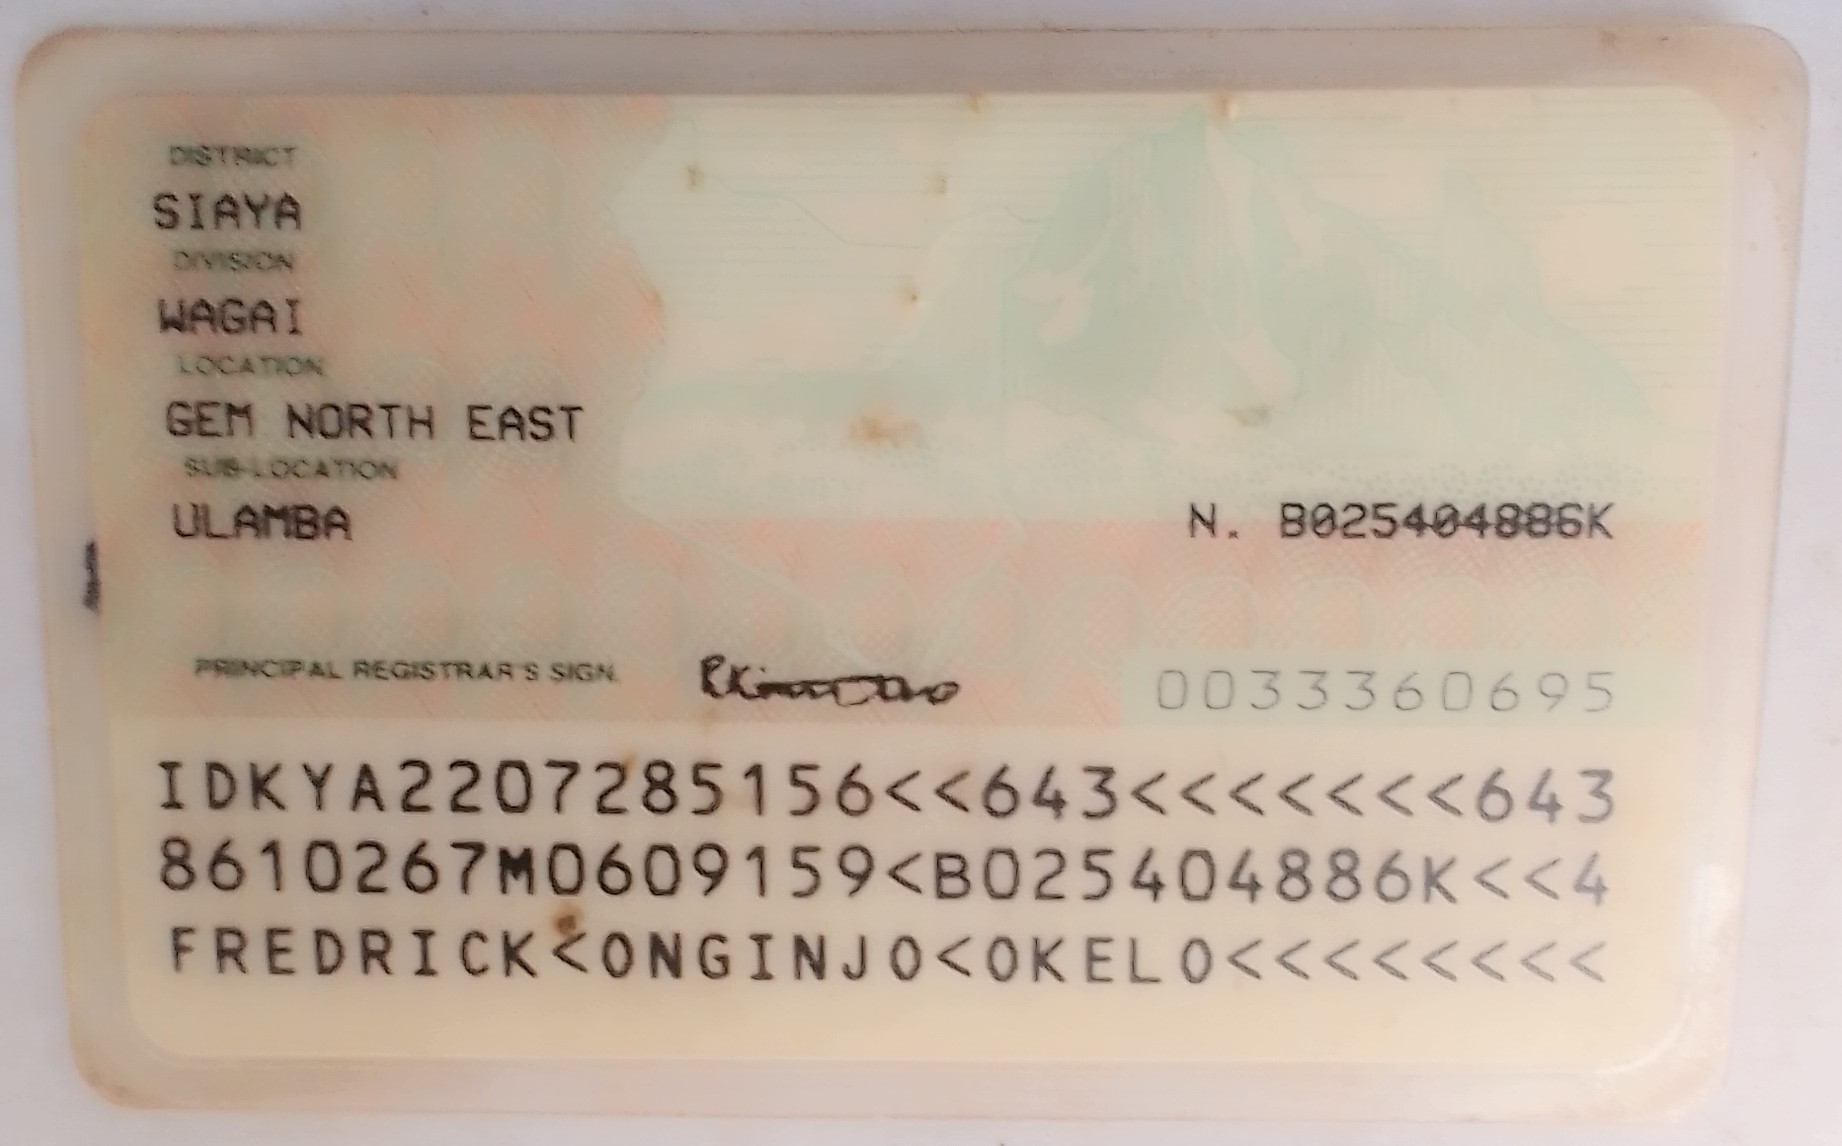 DISTRICT
SIAYA
DIVISION
WAGAI
LOCATION
GEM NORTH EAST
SUB-LOCATION
ULAMBA
N. B025404886K
PRINCIPAL REGISTRAR'S SIGN.
0033360695
IDKYA2207285156<<643<<<<<<<643
8610267M0609159<B025404886K<<4
FREDRICK<ONGINJO<OKELO<<<<<<<<